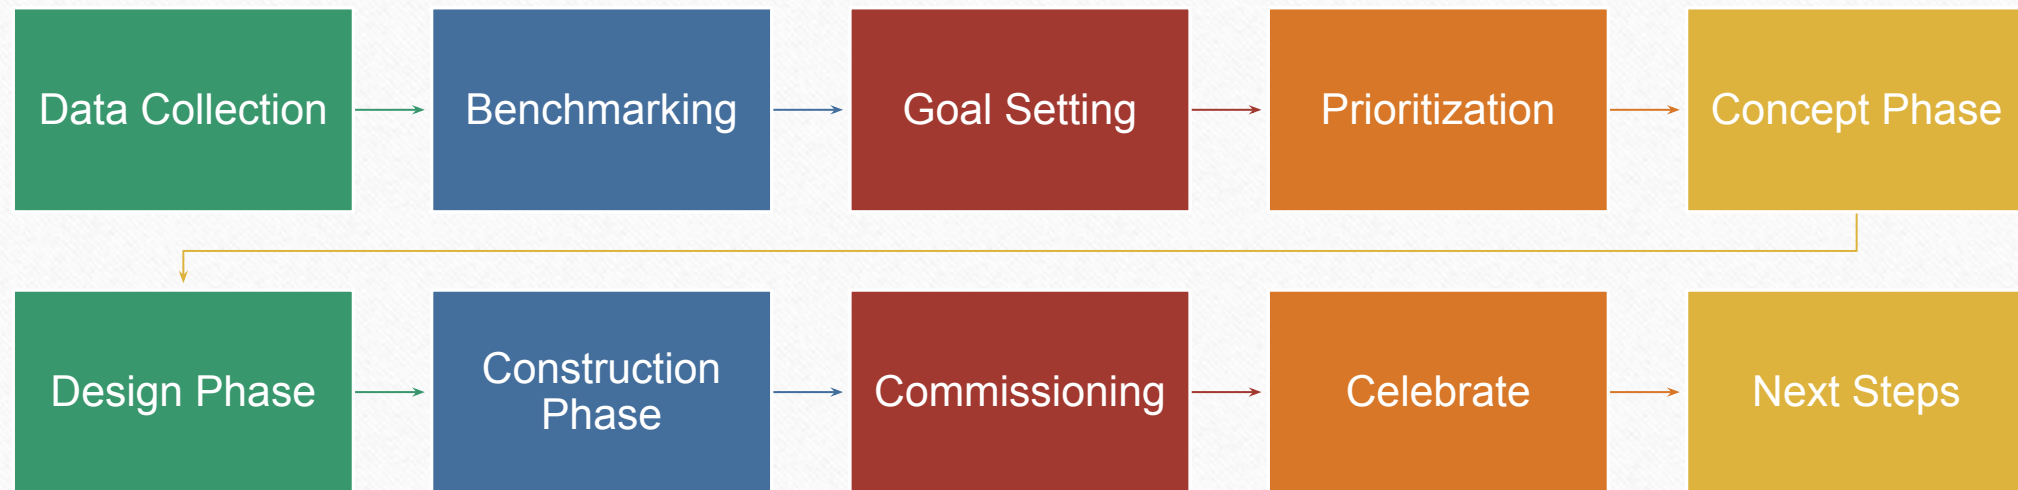 Data Collection
Benchmarking
Goal Setting
Prioritization
Concept Phase
Design Phase
Construction
Phase
Commissioning
Celebrate
Next Steps